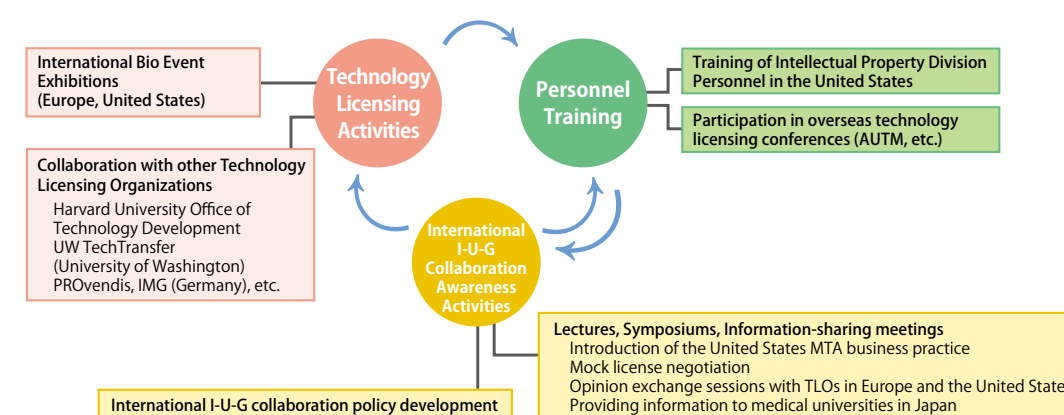 International Bio Event
Exhibitions
(Europe, United States)
Technology
Licensing
Activities
Personnel
Training
Training of Intellectual Property Division
Personnel in the United States
Participation in overseas technology
licensing conferences (AUTM, etc.)
Collaboration with other Technology
Licensing Organizations
Harvard University Office of
Technology Development
UW TechTransfer
(University of Washington)
PROvendis, IMG (Germany), etc.
International
I-U-G
Collaboration
Awareness
Activities
Lectures, Symposiums, Information-sharing meetings
Introduction of the United States MTA business practice
Mock license negotiation
Opinion exchange sessions with TLOs in Europe and the United State
Providing information to medical universities in Japan
International I-U-G collaboration policy development